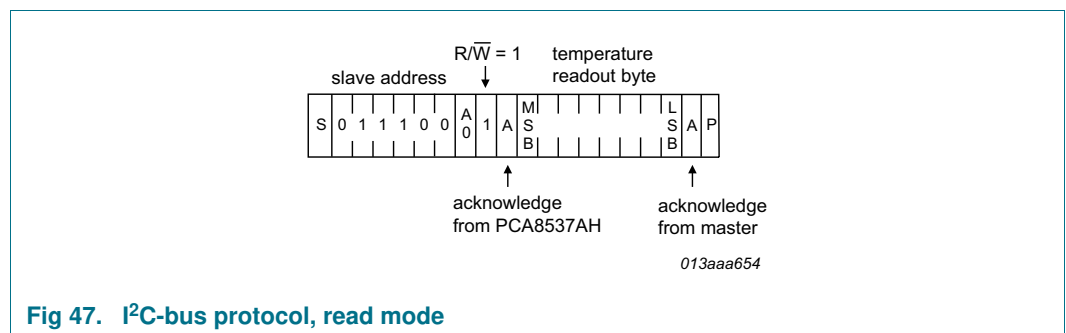 R/W̅ = 1
temperature
readout byte
slave address
S 0 1 1 1 0 0 A0 1 A MSB LSB A P
acknowledge
from PCA8537AH
acknowledge
from master
013aaa654
Fig 47. I²C-bus protocol, read mode